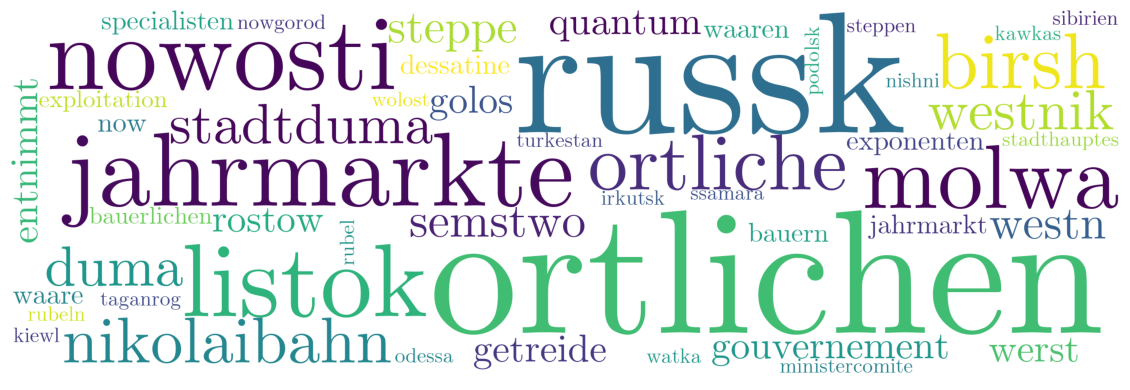 specialisten nowgorod steppe quantum waaren steppen sibirien
nowosti russk podolsk kawkas
dessatine nishni birsh
entnimmt exploitation wolost golos westnik
now stadtduma turkestan exponenten stadthauptes
jahrmarkte ortliche molwa
irkutsk ssamara
bauerlichen rostow semstwo bauern jahrmarkt westn
rubel
duma listok ortlichen
waare taganrog
rubeln
kiewl nikolaibahn odessa getreide watka gouvernement werst
ministercomite